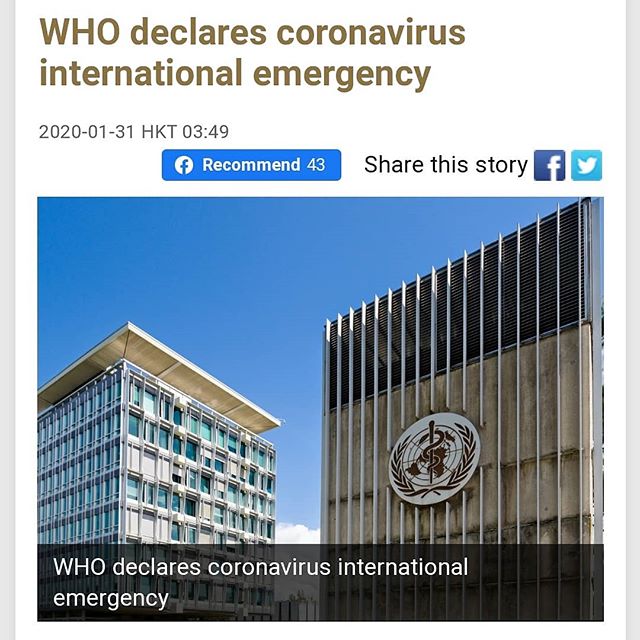 WHO declares coronavirus
international emergency
2020-01-31 HKT 03:49
Recommend 43
Share this story
WHO declares coronavirus international
emergency